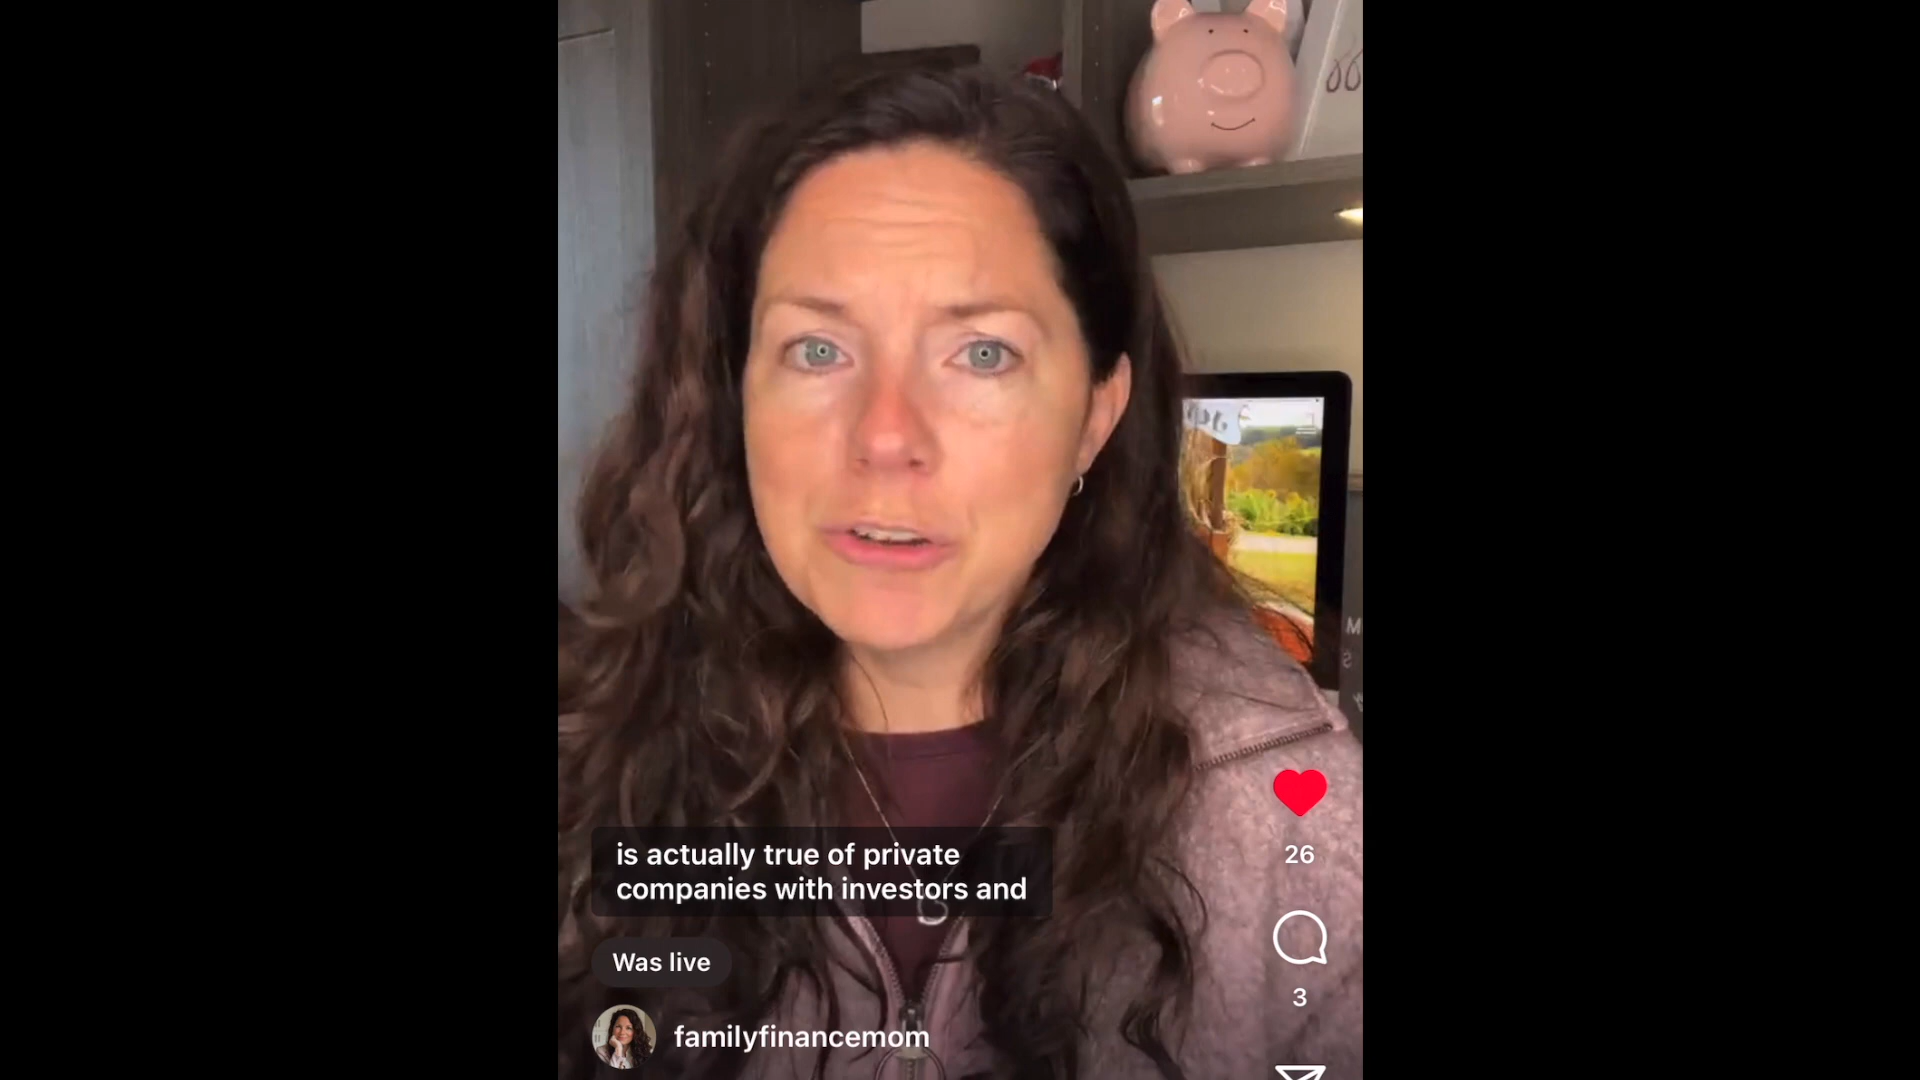 is actually true of private
companies with investors and
26
Was live
3
familyfinancemom